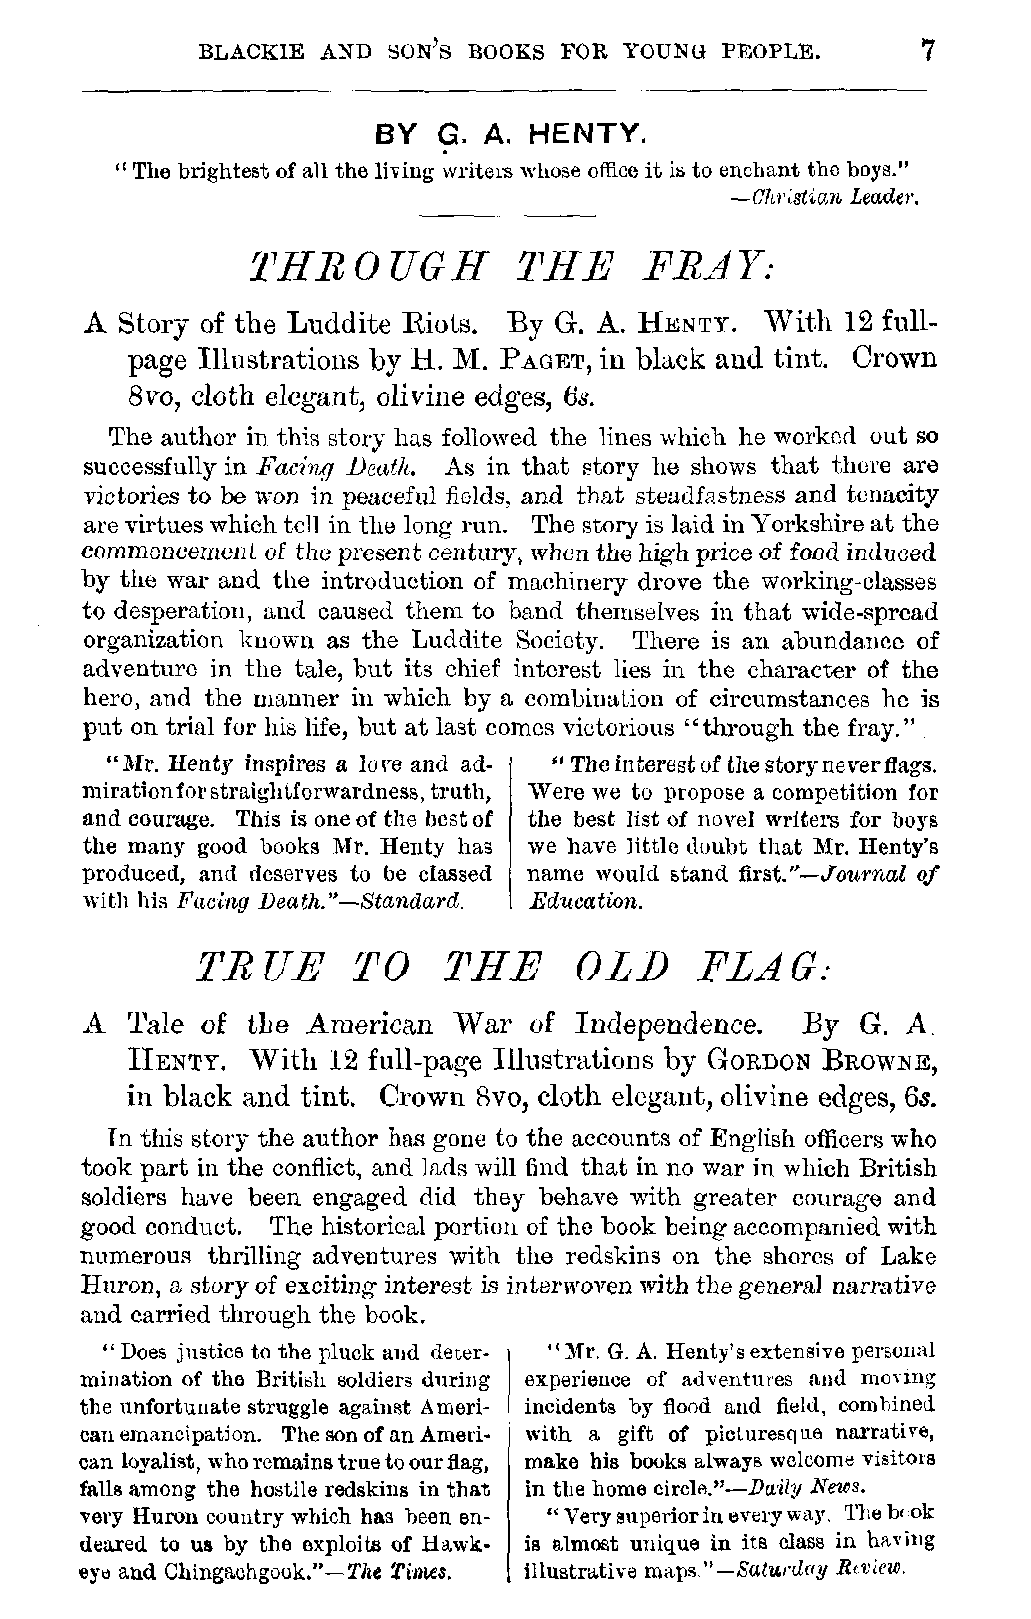 BLACKIE AND SON'S BOOKS FOR YOUNG PEOPLE. 7
BY G. A. HENTY.
"The brightest of all the living writers whose office it is to enchant the boys."
—Christian Leader.
THROUGH THE FRAY:
A Story of the Luddite Riots. By G. A. HENTY. With 12 full-
page Illustrations by H. M. PAGET, in black and tint. Crown
8vo, cloth elegant, olivine edges, 6s.
The author in this story has followed the lines which he worked out so
successfully in Facing Death. As in that story he shows that there are
victories to be won in peaceful fields, and that steadfastness and tenacity
are virtues which tell in the long run. The story is laid in Yorkshire at the
commencement of the present century, when the high price of food induced
by the war and the introduction of machinery drove the working-classes
to desperation, and caused them to band themselves in that wide-spread
organization known as the Luddite Society. There is an abundance of
adventure in the tale, but its chief interest lies in the character of the
hero, and the manner in which by a combination of circumstances he is
put on trial for his life, but at last comes victorious "through the fray."
"Mr. Henty inspires a love and ad-
miration for straightforwardness, truth,
and courage. This is one of the best of
the many good books Mr. Henty has
produced, and deserves to be classed
with his Facing Death."—Standard.
"The interest of the story never flags.
Were we to propose a competition for
the best list of novel writers for boys
we have little doubt that Mr. Henty's
name would stand first."—Journal of
Education.
TRUE TO THE OLD FLAG:
A Tale of the American War of Independence. By G. A.
HENTY. With 12 full-page Illustrations by GORDON BROWNE,
in black and tint. Crown 8vo, cloth elegant, olivine edges, 6s.
In this story the author has gone to the accounts of English officers who
took part in the conflict, and lads will find that in no war in which British
soldiers have been engaged did they behave with greater courage and
good conduct. The historical portion of the book being accompanied with
numerous thrilling adventures with the redskins on the shores of Lake
Huron, a story of exciting interest is interwoven with the general narrative
and carried through the book.
"Does justice to the pluck and deter-
mination of the British soldiers during
the unfortunate struggle against Ameri-
can emancipation. The son of an Ameri-
can loyalist, who remains true to our flag,
falls among the hostile redskins in that
very Huron country which has been en-
deared to us by the exploits of Hawk-
eye and Chingachgook."—The Times.
"Mr. G. A. Henty's extensive personal
experience of adventures and moving
incidents by flood and field, combined
with a gift of picturesque narrative,
make his books always welcome visitors
in the home circle."—Daily News.
"Very superior in every way. The book
is almost unique in its class in having
illustrative maps."—Saturday Review.